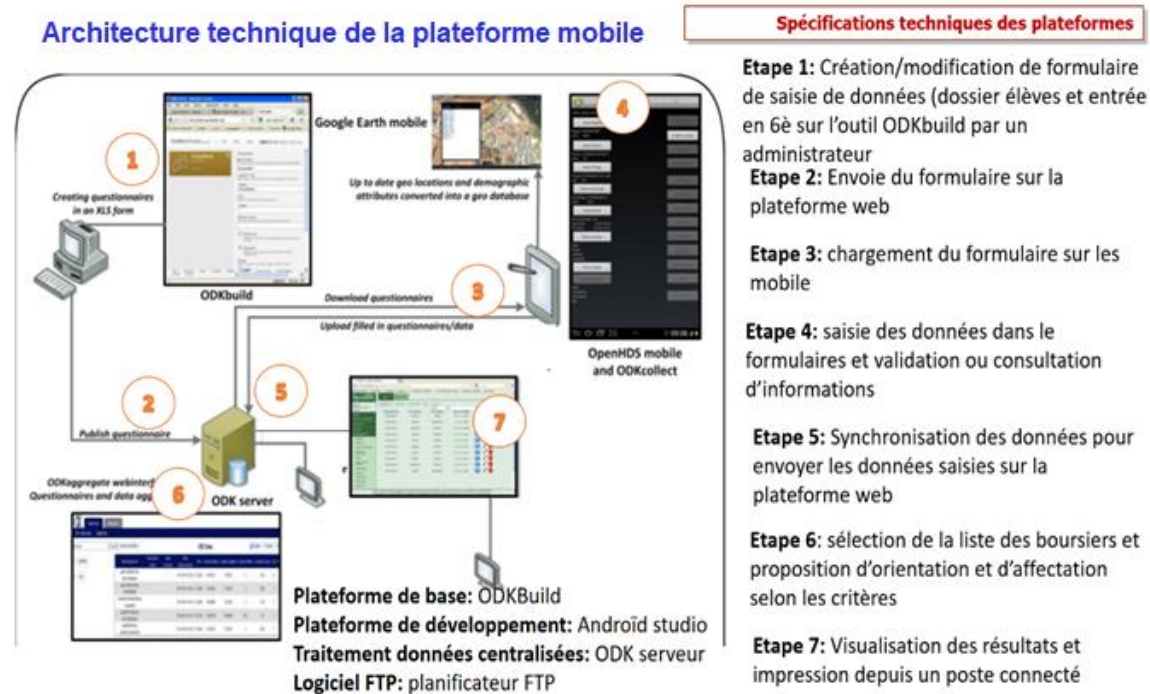 Architecture technique de la plateforme mobile
Spécifications techniques des plateformes
1
Creating questionnaires
in an XLS form
ODKbuild
Google Earth mobile
Up to date geo locations and demographic
attributes converted into a geo database
4
3
Download questionnaires
Upload filled in questionnaires/data
OpenHDS mobile
and ODKcollect
2
Publish questionnaire
5
7
ODKaggregate webinterf
Questionnaires and data agg
6
ODK server
r
Plateforme de base: ODKBuild
Plateforme de développement: Androïd studio
Traitement données centralisées: ODK serveur
Logiciel FTP: planificateur FTP
Etape 1: Création/modification de formulaire
de saisie de données (dossier élèves et entrée
en 6è sur l'outil ODKbuild par un
administrateur
Etape 2: Envoie du formulaire sur la
plateforme web
Etape 3: chargement du formulaire sur les
mobile
Etape 4: saisie des données dans le
formulaires et validation ou consultation
d'informations
Etape 5: Synchronisation des données pour
envoyer les données saisies sur la
plateforme web
Etape 6: sélection de la liste des boursiers et
proposition d'orientation et d'affectation
selon les critères
Etape 7: Visualisation des résultats et
impression depuis un poste connecté